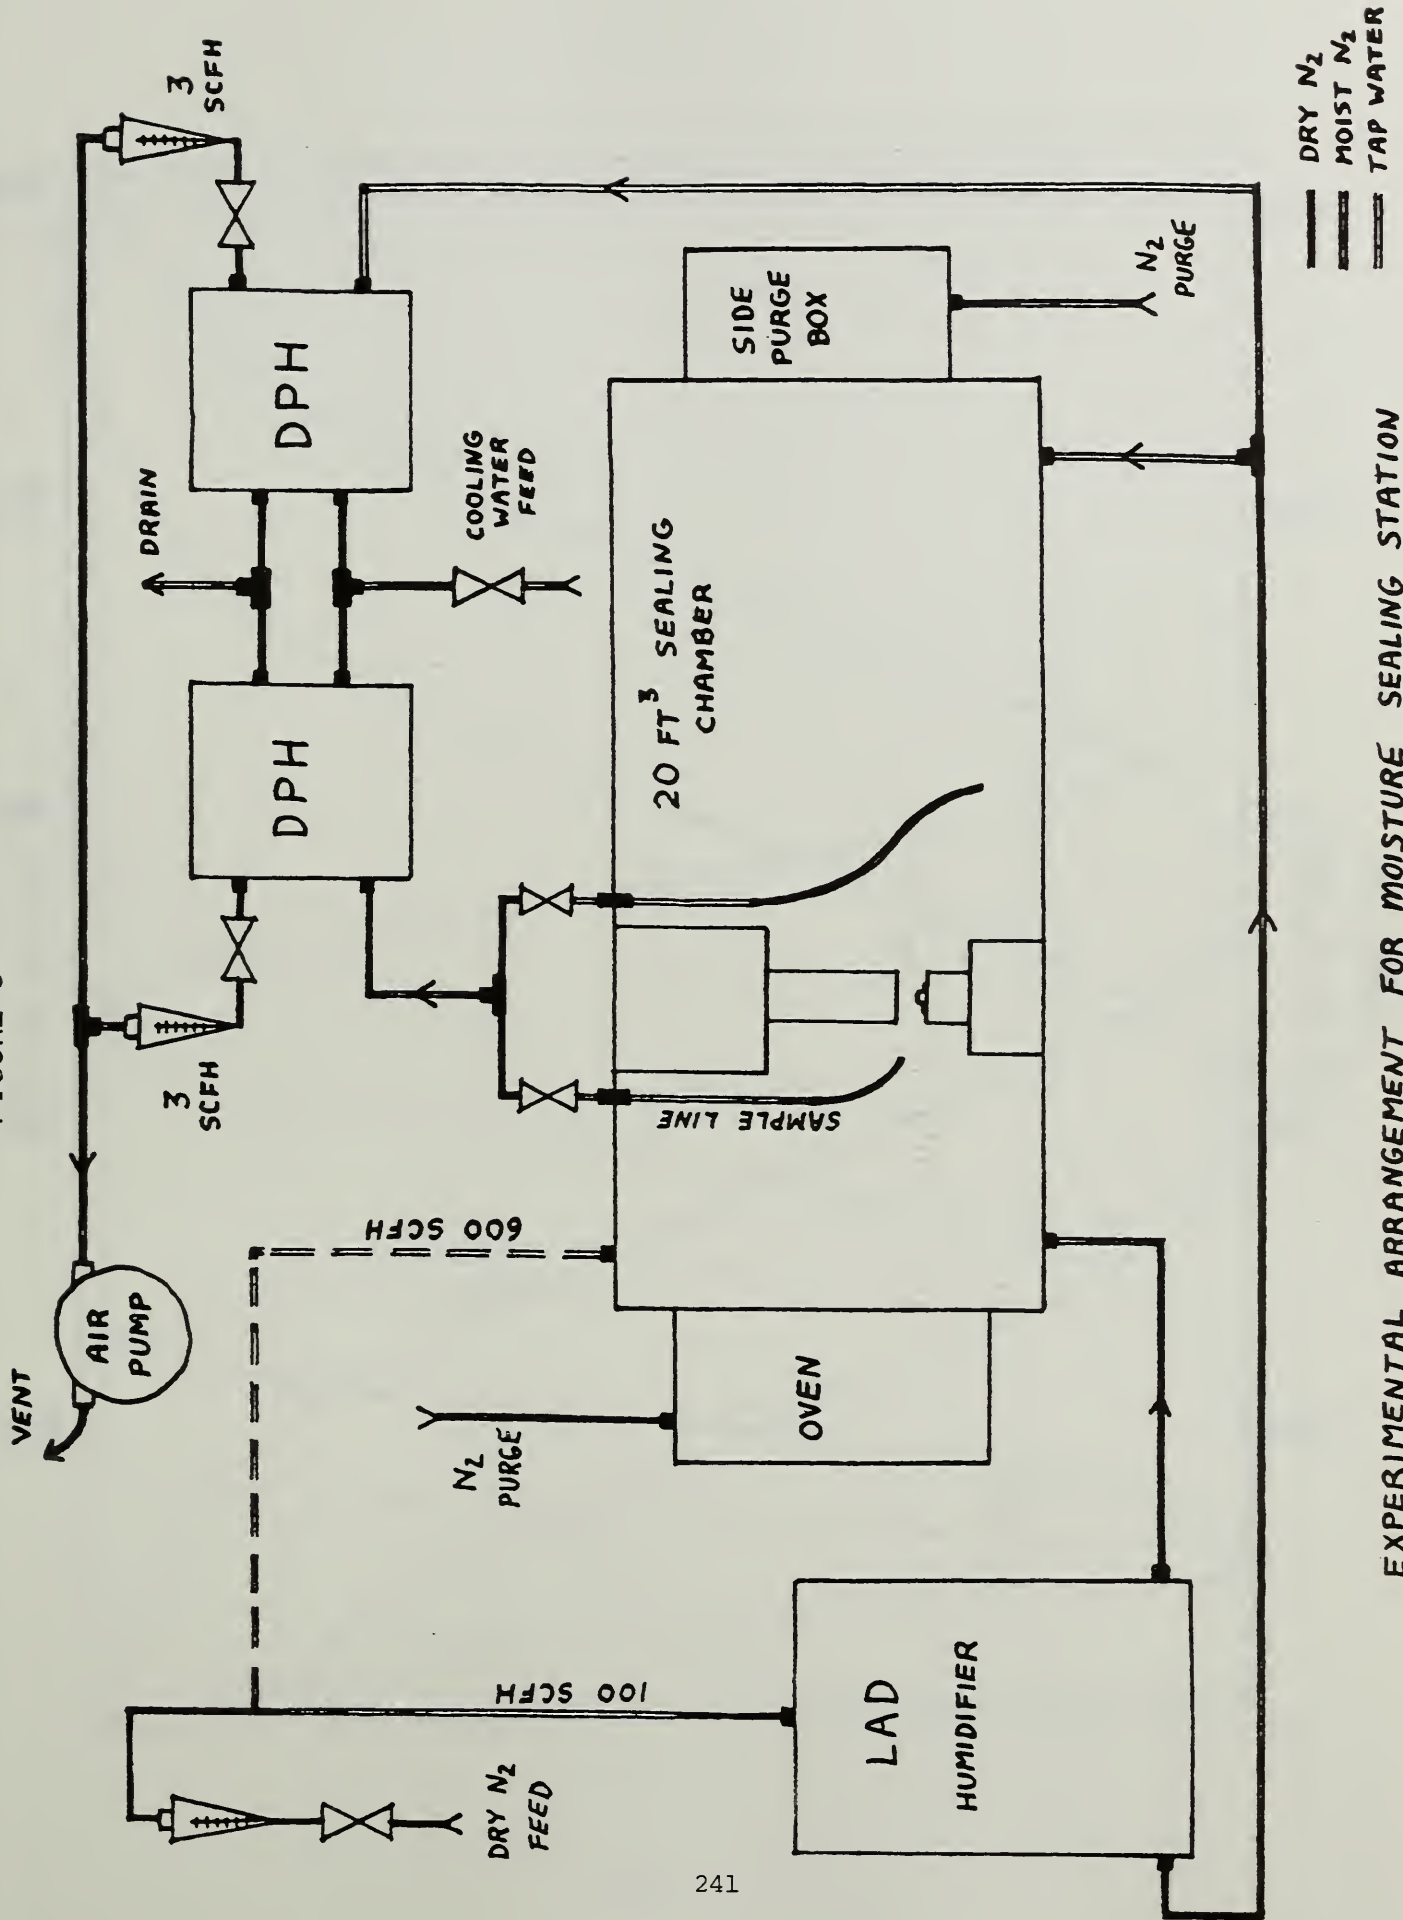 VENT
AIR
PUMP
3
SCFH
3
SCFH
DRAIN
DPH
DPH
COOLING
WATER
FEED
DRY N2
FEED
100 SCFH
600 SCFH
N2
PURGE
OVEN
SAMPLE LINE
20 FT3 SEALING
CHAMBER
SIDE
PURGE
BOX
N2
PURGE
LAD
HUMIDIFIER
DRY N2
MOIST N2
TAP WATER
EXPERIMENTAL ARRANGEMENT FOR MOISTURE SEALING STATION
241